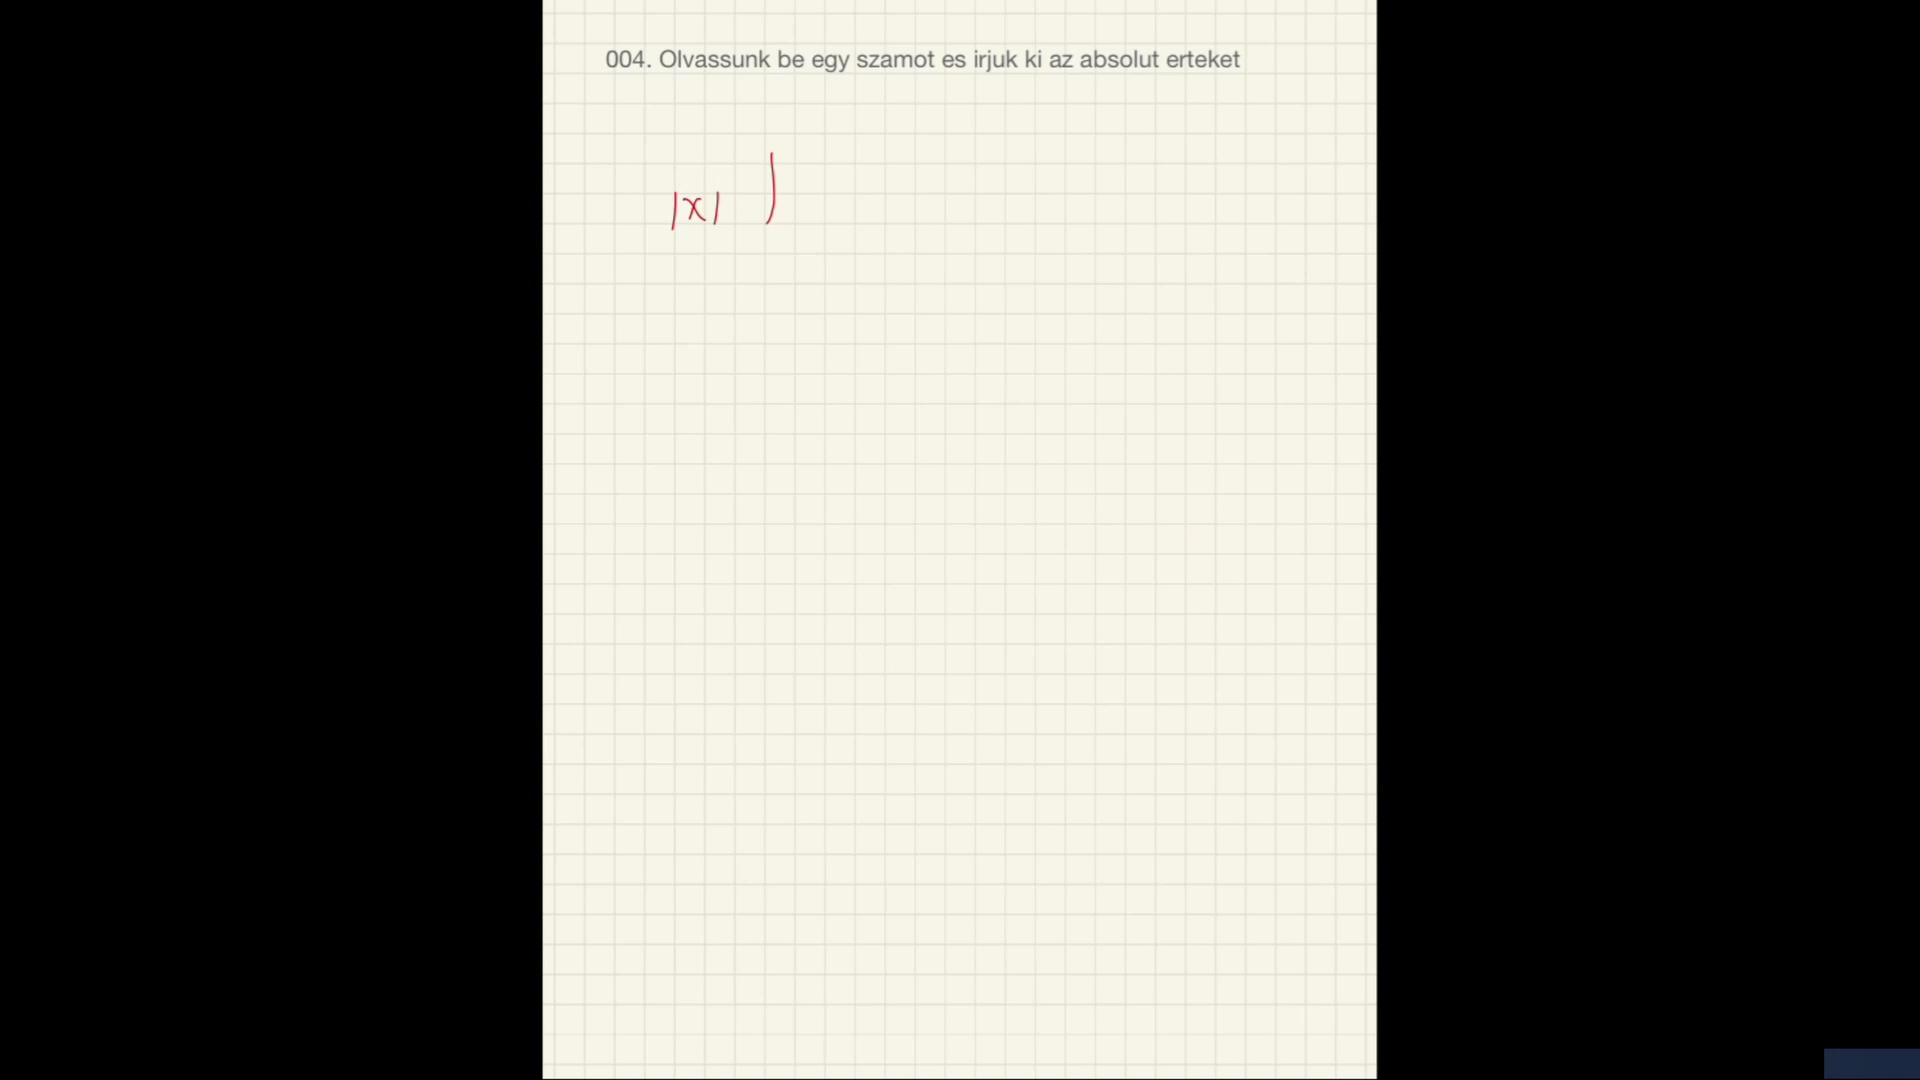 004. Olvassunk be egy szamot es irjuk ki az absolut erteket
|x| )